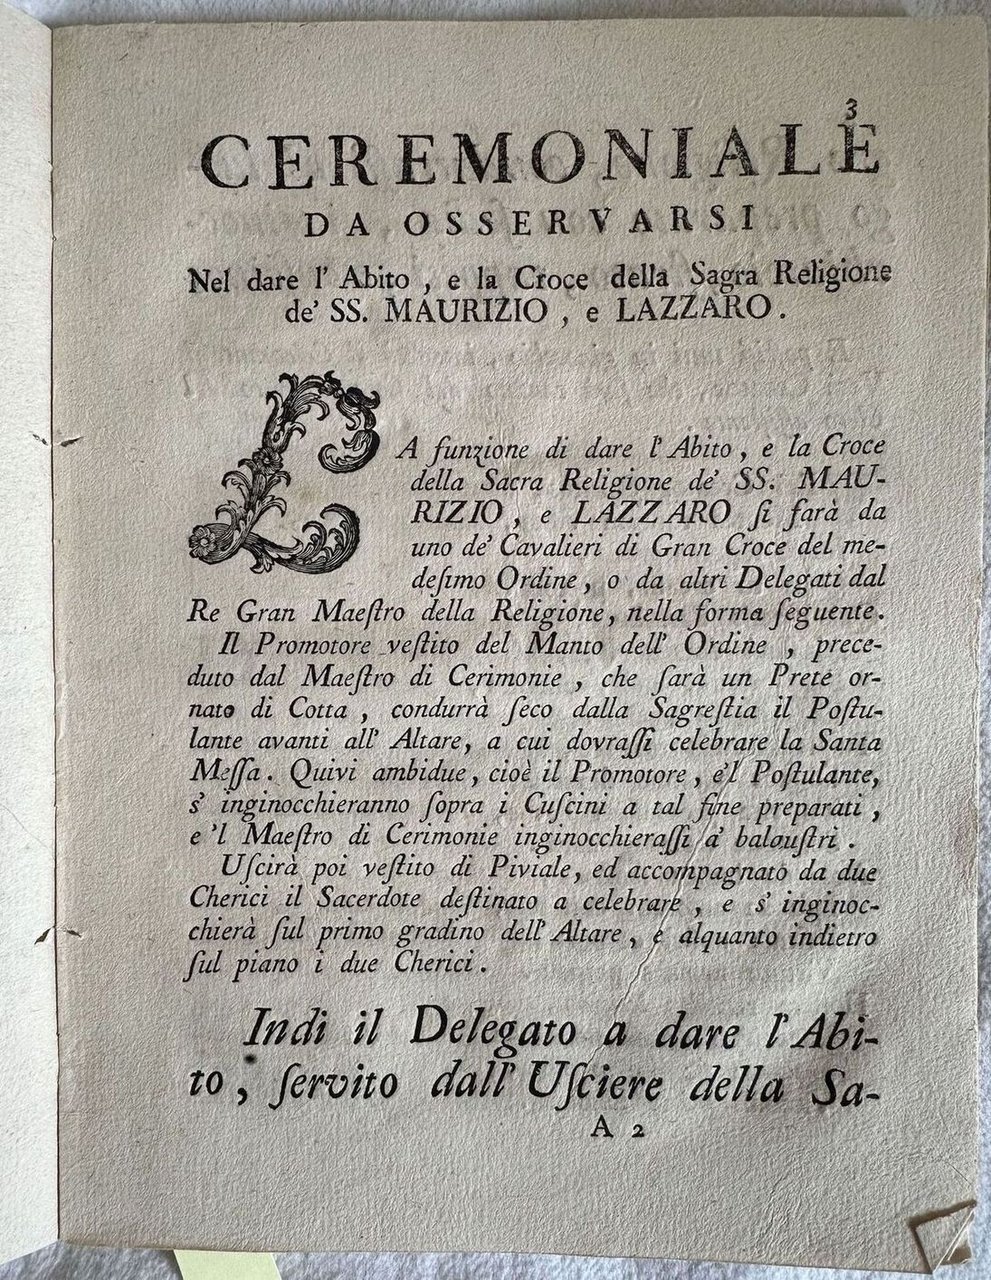 3
CEREMONIALE
DA OSSERVARSI
Nel dare l' Abito , e la Croce della Sagra Religione
de' SS. MAURIZIO , e LAZZARO .
LA funzione di dare l' Abito , e la Croce
della Sacra Religione de' SS. MAU-
RIZIO , e LAZZARO ſi farà da
uno de' Cavalieri di Gran Croce del me-
deſimo Ordine , o da altri Delegati dal
Re Gran Maeſtro della Religione, nella forma ſeguente.
Il Promotore veſtito del Manto dell' Ordine , prece-
duto dal Maeſtro di Cerimonie , che ſarà un Prete or-
nato di Cotta , condurrà ſeco dalla Sagreſtia il Poſtu-
lante avanti all' Altare, a cui dovraſſi celebrare la Santa
Meſſa. Quivi ambidue, cioè il Promotore, e'l Poſtulante,
s' inginocchieranno ſopra i Cuſcini a tal fine preparati ,
e 'l Maeſtro di Cerimonie inginocchieraſſi a' balauſtri .
Uſcirà poi veſtito di Piviale, ed accompagnato da due
Cherici il Sacerdote deſtinato a celebrare , e s' inginoc-
chierà ſul primo gradino dell' Altare, e alquanto indietro
ſul piano i due Cherici .
Indi il Delegato a dare l' Abi-
to , ſervito dall' Uſciere della Sa-
A 2